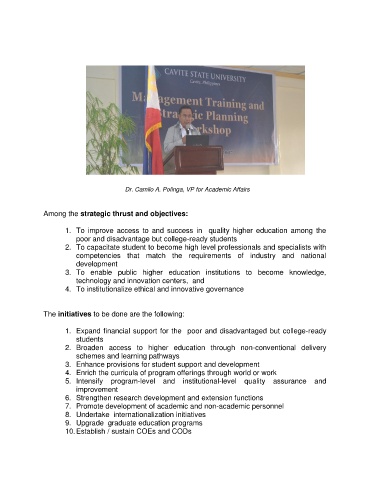 CAVITE STATE UNIVERSITY
Management Training and
Strategic Planning
Workshop
Dr. Camilo A. Polinga, VP for Academic Affairs
Among the strategic thrust and objectives:
1. To improve access to and success in quality higher education among the
poor and disadvantage but college-ready students
2. To capacitate student to become high level professionals and specialists with
competencies that match the requirements of industry and national
development
3. To enable public higher education institutions to become knowledge,
technology and innovation centers, and
4. To institutionalize ethical and innovative governance
The initiatives to be done are the following:
1. Expand financial support for the poor and disadvantaged but college-ready
students
2. Broaden access to higher education through non-conventional delivery
schemes and learning pathways
3. Enhance provisions for student support and development
4. Enrich the curricula of program offerings through world or work
5. Intensify program-level and institutional-level quality assurance and
improvement
6. Strengthen research development and extension functions
7. Promote development of academic and non-academic personnel
8. Undertake internationalization initiatives
9. Upgrade graduate education programs
10. Establish / sustain COEs and CODs